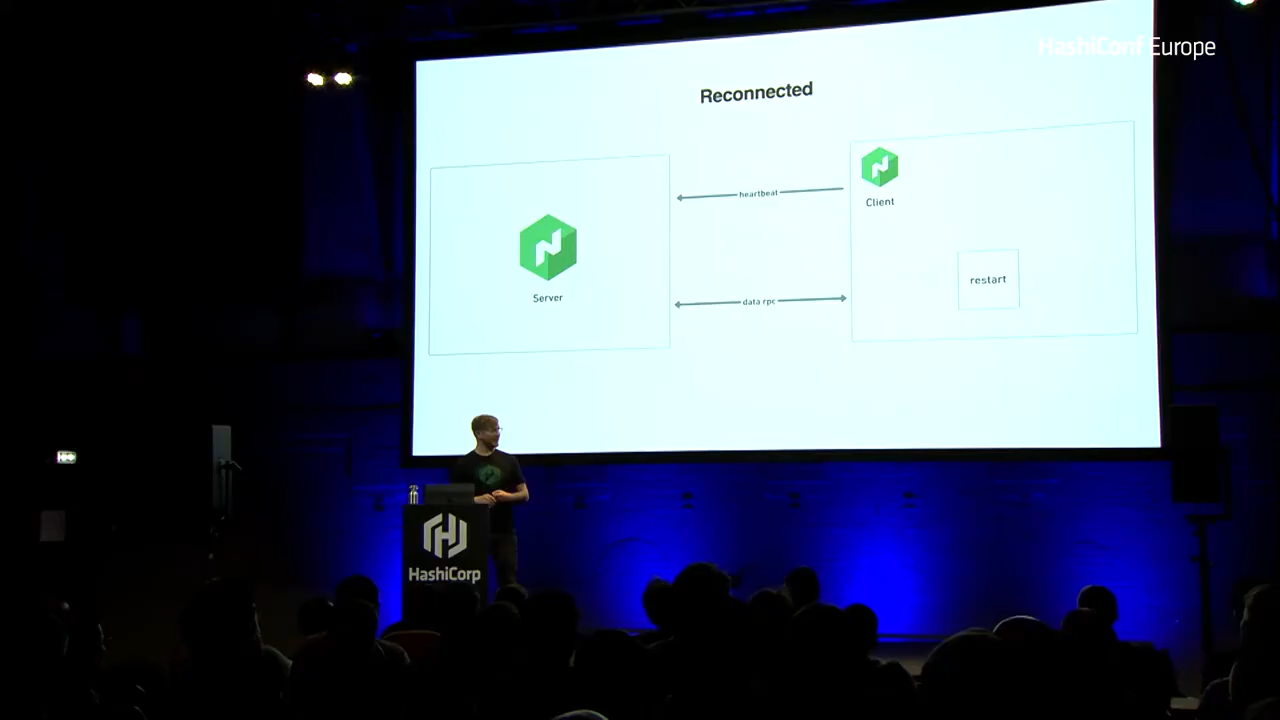 HashiConf Europe
Reconnected
heartbeat
Client
restart
Server
data rpc
HashiCorp